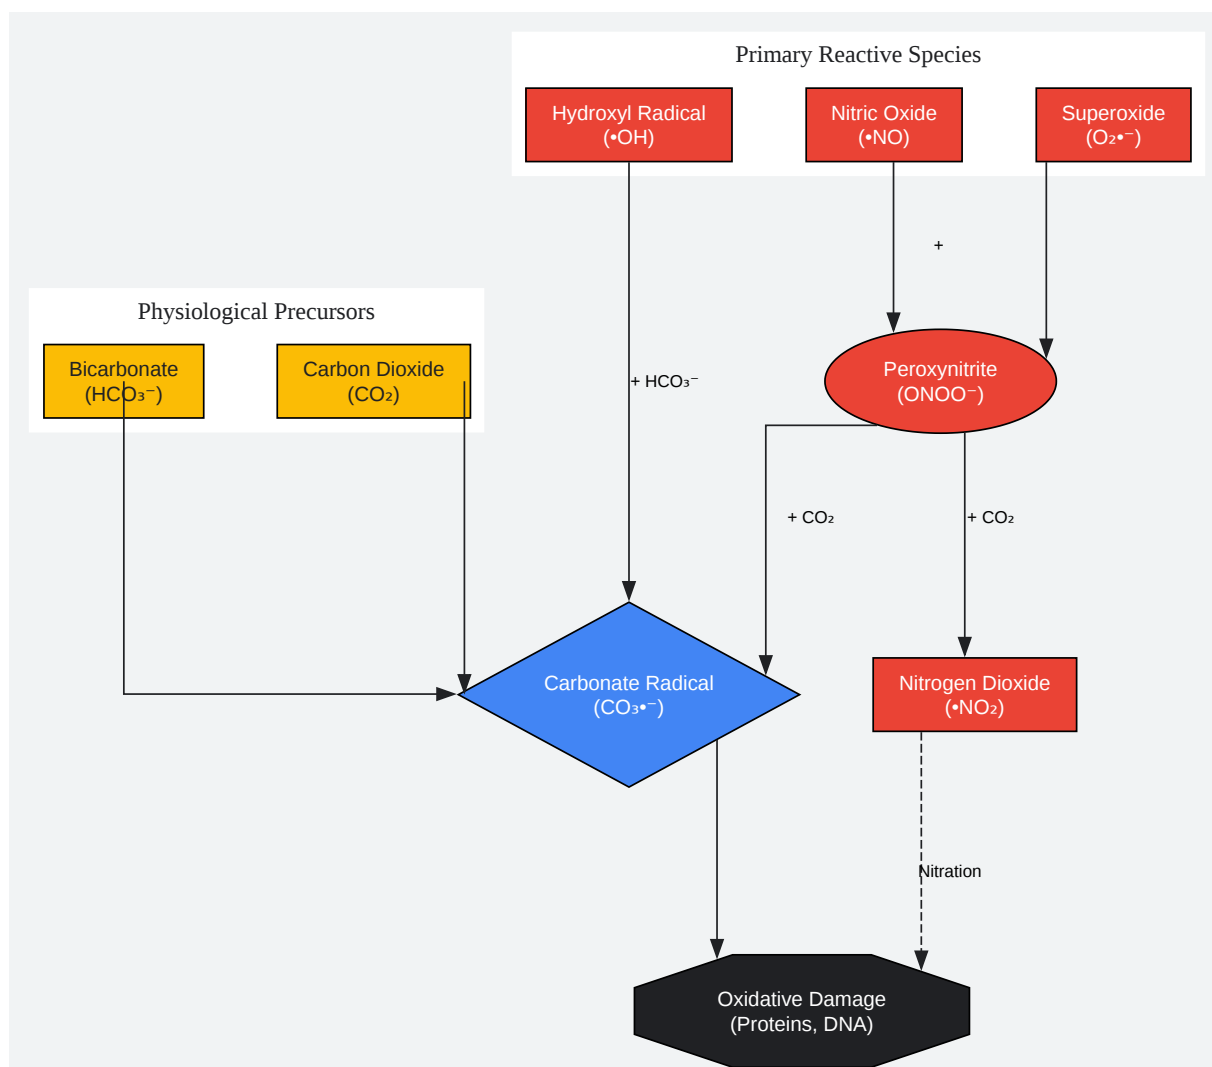 Primary Reactive Species
Hydroxyl Radical
(•OH)
Nitric Oxide
(•NO)
Superoxide
(O₂•⁻)
+
Physiological Precursors
Bicarbonate
(HCO₃⁻)
Carbon Dioxide
(CO₂)
+ HCO₃⁻
Peroxynitrite
(ONOO⁻)
+ CO₂
+ CO₂
Carbonate Radical
(CO₃•⁻)
Nitrogen Dioxide
(•NO₂)
Nitration
Oxidative Damage
(Proteins, DNA)